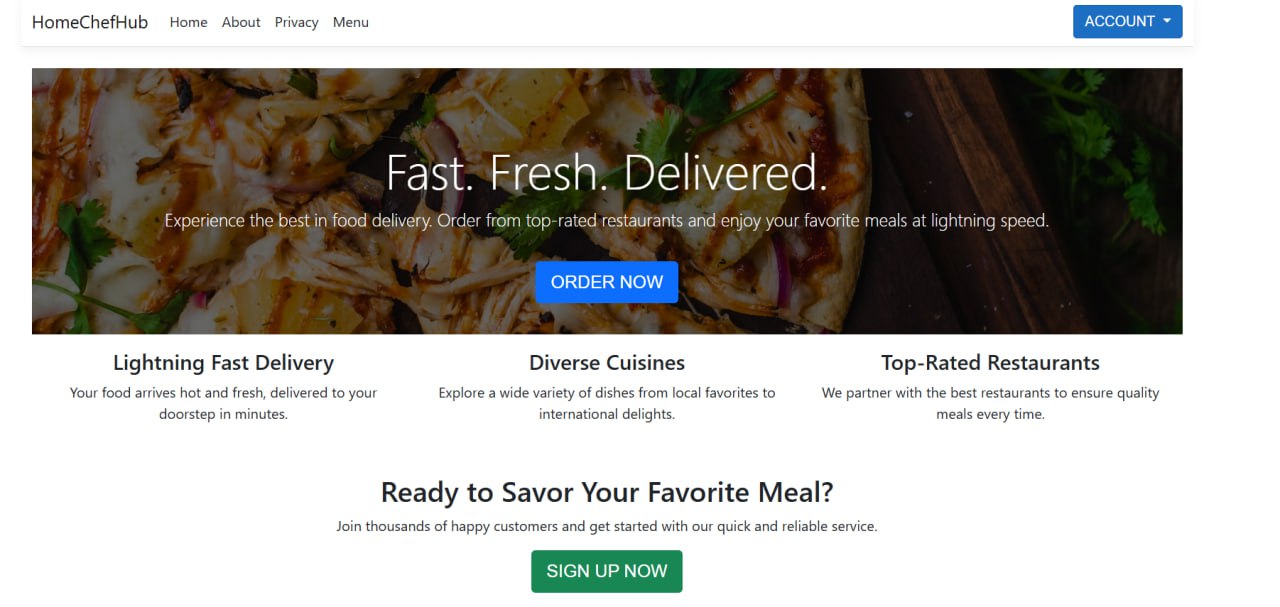 HomeChefHub Home About Privacy Menu ACCOUNT
Fast. Fresh. Delivered.
Experience the best in food delivery. Order from top-rated restaurants and enjoy your favorite meals at lightning speed.
ORDER NOW
Lightning Fast Delivery
Your food arrives hot and fresh, delivered to your
doorstep in minutes.
Diverse Cuisines
Explore a wide variety of dishes from local favorites to
international delights.
Top-Rated Restaurants
We partner with the best restaurants to ensure quality
meals every time.
Ready to Savor Your Favorite Meal?
Join thousands of happy customers and get started with our quick and reliable service.
SIGN UP NOW